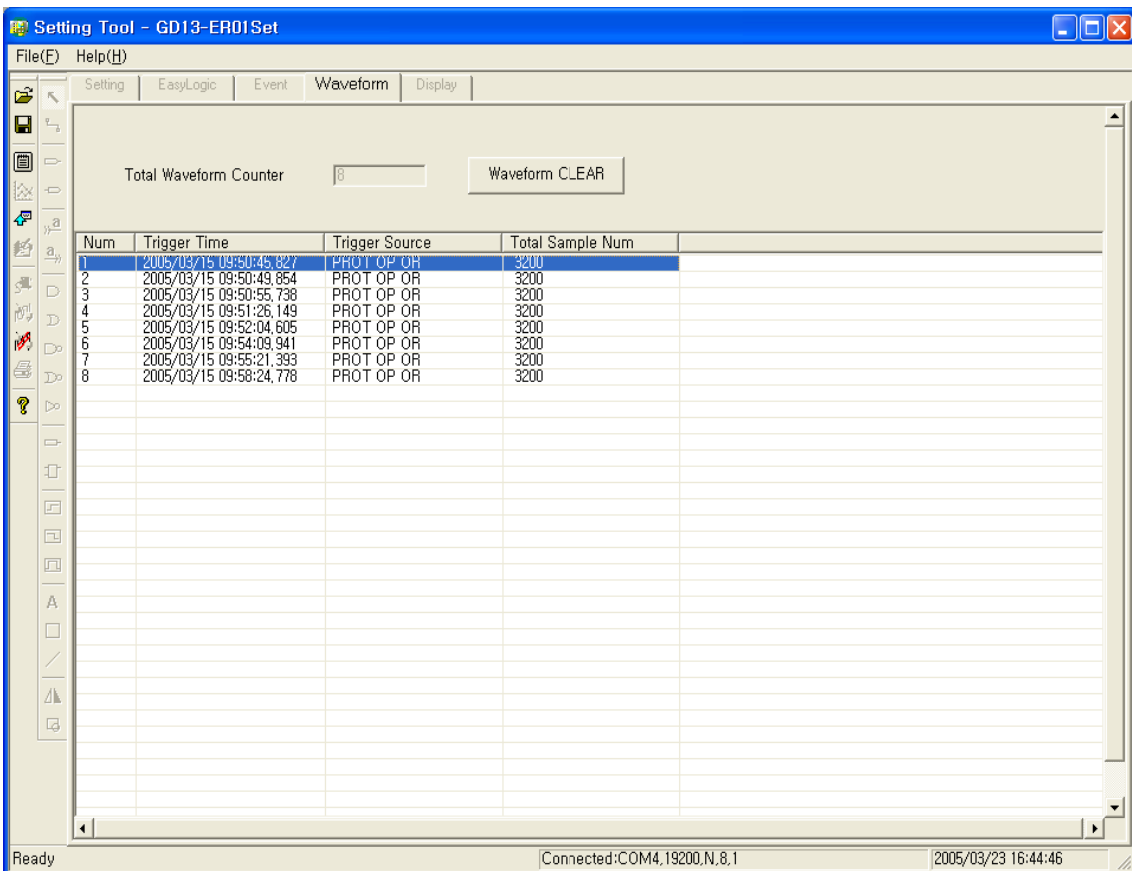 Setting Tool - GD13-ER01Set
File(F) Help(H)
Setting EasyLogic Event Waveform Display
Total Waveform Counter 8 Waveform CLEAR
Num Trigger Time Trigger Source Total Sample Num
1 2005/03/15 09:50:45,827 PROT OP OR 3200
2 2005/03/15 09:50:49,854 PROT OP OR 3200
3 2005/03/15 09:50:55,738 PROT OP OR 3200
4 2005/03/15 09:51:26,149 PROT OP OR 3200
5 2005/03/15 09:52:04,605 PROT OP OR 3200
6 2005/03/15 09:54:09,941 PROT OP OR 3200
7 2005/03/15 09:55:21,393 PROT OP OR 3200
8 2005/03/15 09:58:24,778 PROT OP OR 3200
Ready Connected:COM4,19200,N,8,1 2005/03/23 16:44:46